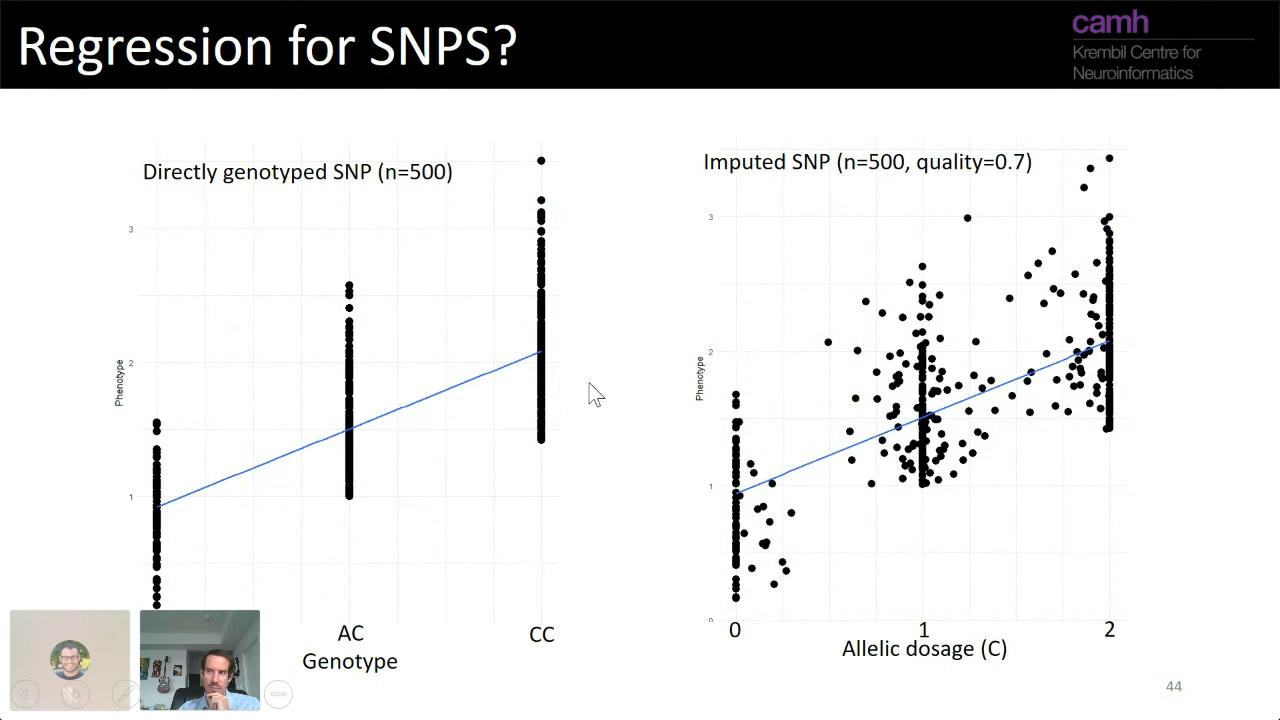 Regression for SNPS?
camh
Krembil Centre for
Neuroinformatics
Directly genotyped SNP (n=500)
3
2
1
Phenotype
AC
CC
Genotype
Imputed SNP (n=500, quality=0.7)
3
2
1
0
Phenotype
0
1
2
Allelic dosage (C)
44